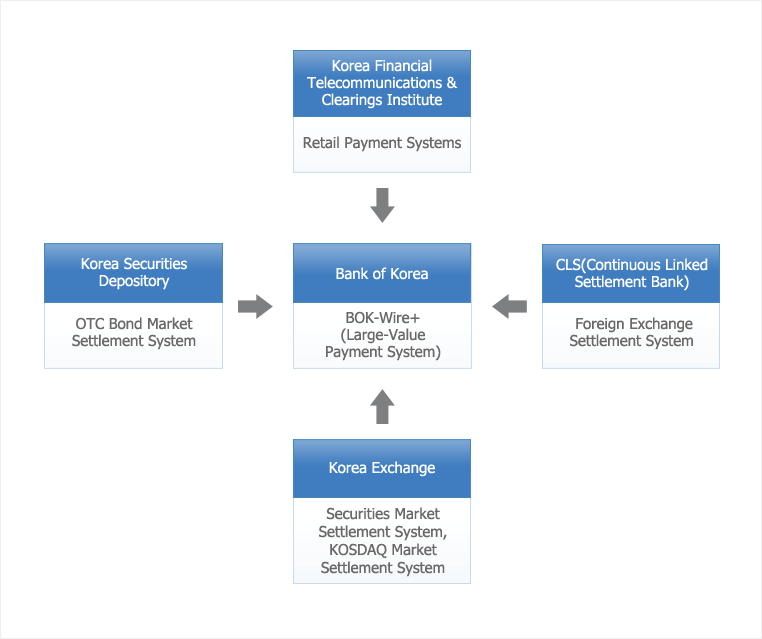 Korea Financial
Telecommunications &
Clearings Institute
Retail Payment Systems
Korea Securities
Depository
OTC Bond Market
Settlement System
Bank of Korea
BOK-Wire+
(Large-Value
Payment System)
CLS(Continuous Linked
Settlement Bank)
Foreign Exchange
Settlement System
Korea Exchange
Securities Market
Settlement System,
KOSDAQ Market
Settlement System